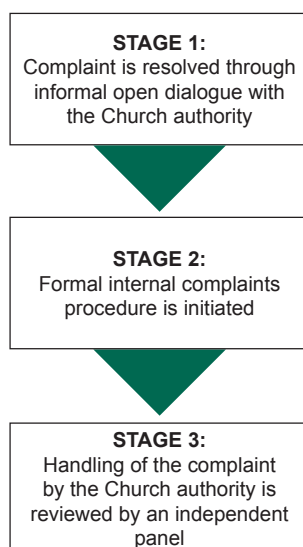 STAGE 1:
Complaint is resolved through
informal open dialogue with
the Church authority
STAGE 2:
Formal internal complaints
procedure is initiated
STAGE 3:
Handling of the complaint
by the Church authority is
reviewed by an independent
panel